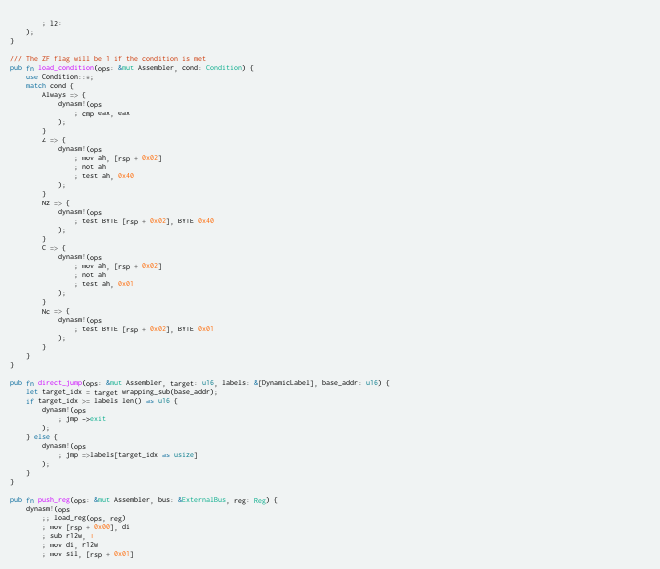 ; l2:
);
}
/// The ZF flag will be 1 if the condition is met
pub fn load_condition(ops: &mut Assembler, cond: Condition) {
use Condition::*;
match cond {
Always => {
dynasm!(ops
; cmp eax, eax
);
}
Z => {
dynasm!(ops
; mov ah, [rsp + 0x02]
; not ah
; test ah, 0x40
);
}
Nz => {
dynasm!(ops
; test BYTE [rsp + 0x02], BYTE 0x40
);
}
C => {
dynasm!(ops
; mov ah, [rsp + 0x02]
; not ah
; test ah, 0x01
);
}
Nc => {
dynasm!(ops
; test BYTE [rsp + 0x02], BYTE 0x01
);
}
}
}
pub fn direct_jump(ops: &mut Assembler, target: u16, labels: &[DynamicLabel], base_addr: u16) {
let target_idx = target wrapping_sub(base_addr);
if target_idx >= labels len() as u16 {
dynasm!(ops
; jmp ->exit
);
} else {
dynasm!(ops
; jmp =>labels[target_idx as usize]
);
}
}
pub fn push_reg(ops: &mut Assembler, bus: &ExternalBus, reg: Reg) {
dynasm!(ops
;; load_reg(ops, reg)
; mov [rsp + 0x00], di
; sub r12w,
; mov di, r12w
; mov sil, [rsp + 0x01]